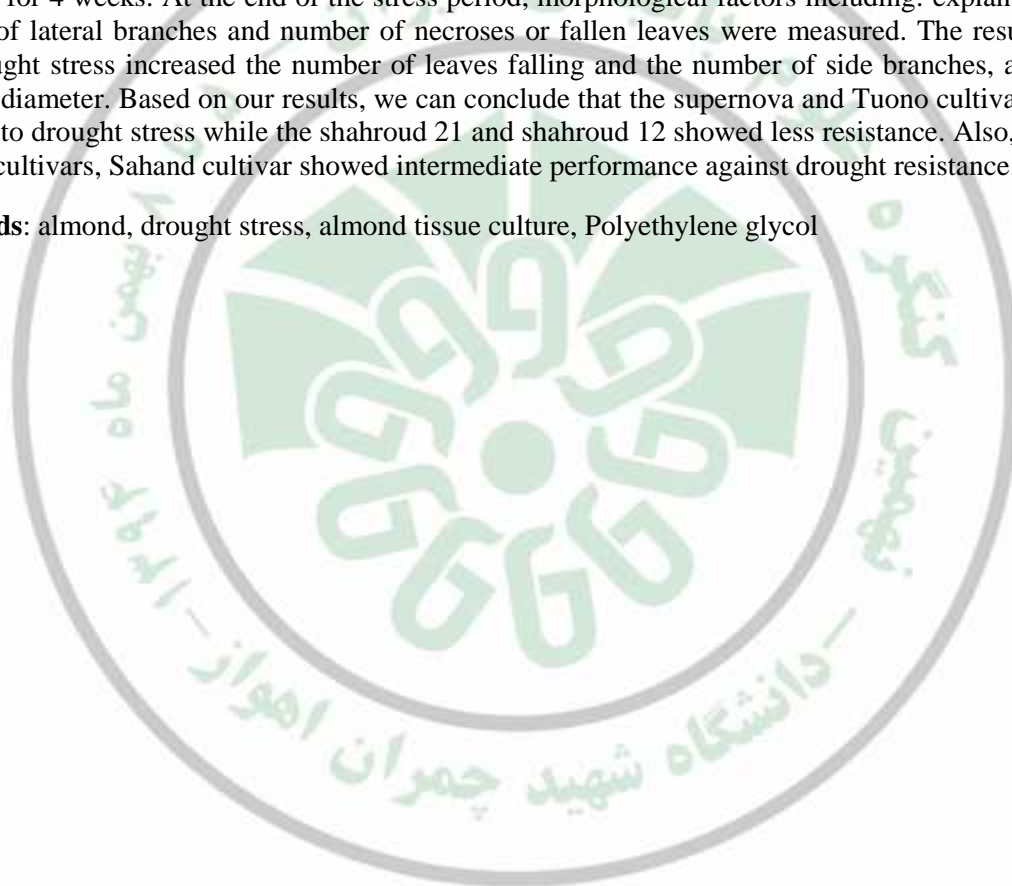 for 4 weeks. At the end of the stress period, morphological factors including: explan
of lateral branches and number of necroses or fallen leaves were measured. The resu
ught stress increased the number of leaves falling and the number of side branches, a
diameter. Based on our results, we can conclude that the supernova and Tuono cultiva
to drought stress while the shahroud 21 and shahroud 12 showed less resistance. Also,
cultivars, Sahand cultivar showed intermediate performance against drought resistance
ds: almond, drought stress, almond tissue culture, Polyethylene glycol
کنگره
نهمین
۸
بهمن ماه ۱۳۹۴
دانشگاه شهید چمران اهواز